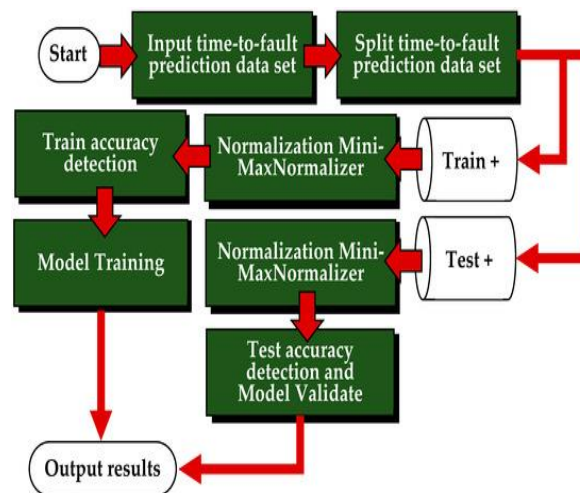 Start
Input time-to-fault
prediction data set
Split time-to-fault
prediction data set
Train accuracy
detection
Normalization Mini-
MaxNormalizer
Train +
Model Training
Normalization Mini-
MaxNormalizer
Test +
Test accuracy
detection and
Model Validate
Output results